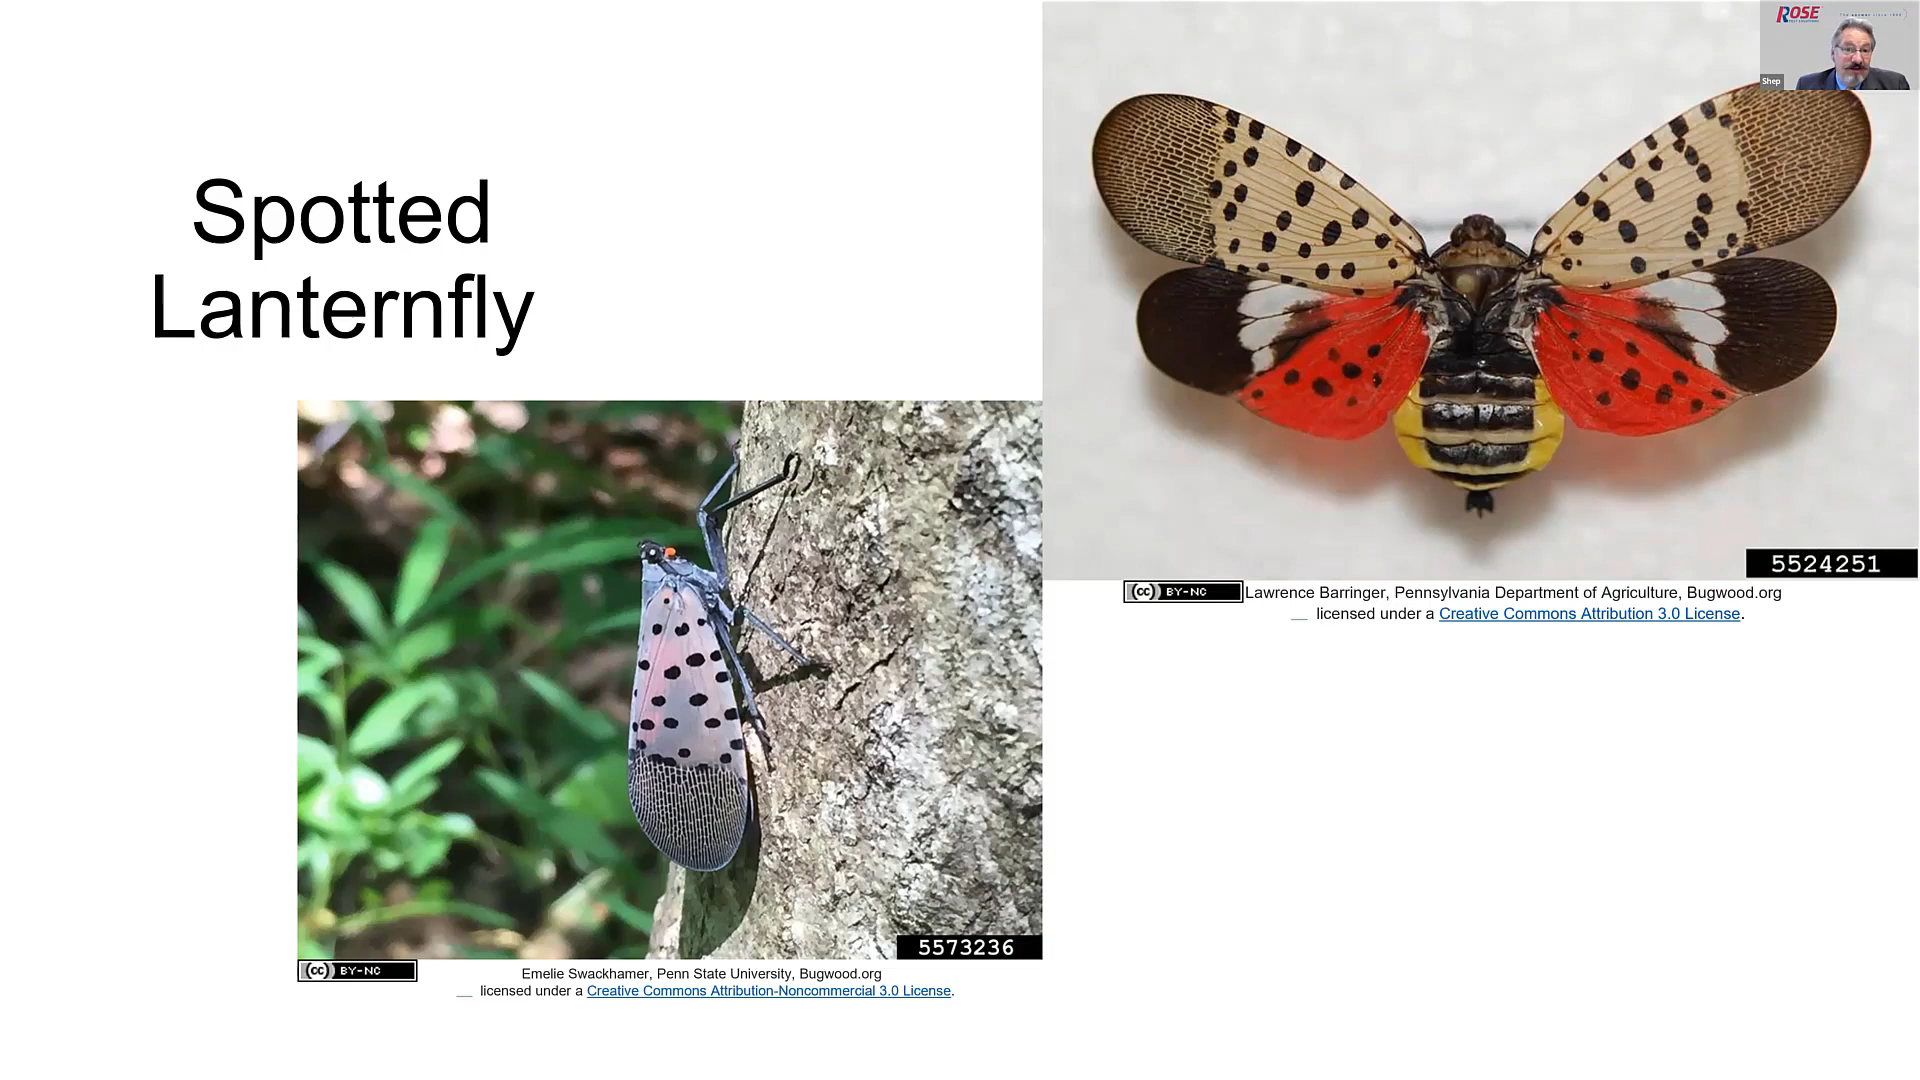 ROSE
Shep
Spotted
Lanternfly
5524251
(cc) BY-NC
Lawrence Barringer, Pennsylvania Department of Agriculture, Bugwood.org
licensed under a Creative Commons Attribution 3.0 License.
5573236
(cc) BY-NC
Emelie Swackhamer, Penn State University, Bugwood.org
licensed under a Creative Commons Attribution-Noncommercial 3.0 License.